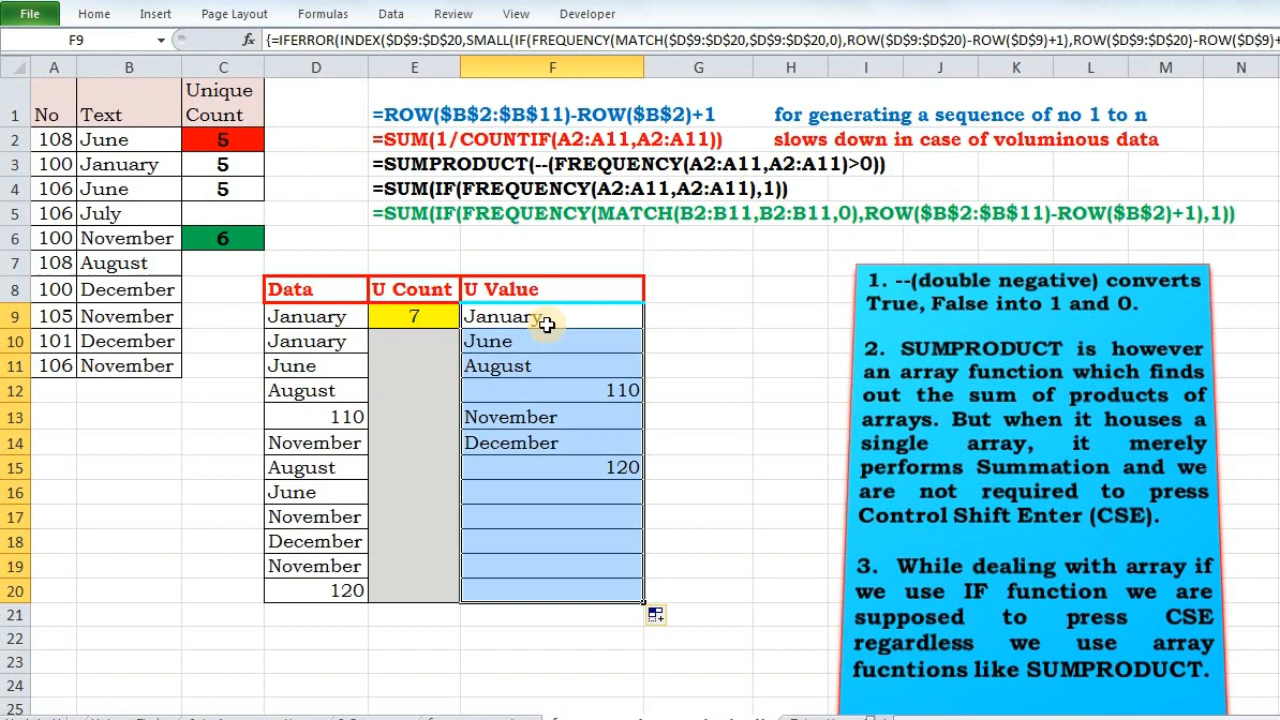 File Home Insert Page Layout Formulas Data Review View Developer
F9 fx {=IFERROR(INDEX($D$9:$D$20,SMALL(IF(FREQUENCY(MATCH($D$9:$D$20,$D$9:$D$20,0),ROW($D$9:$D$20)-ROW($D$9)+1),ROW($D$9:$D$20)-ROW($D$9)+
A B C D E F G H I J K L M N
Unique
1 No Text Count =ROW($B$2:$B$11)-ROW($B$2)+1 for generating a sequence of no 1 to n
2 108 June 5 =SUM(1/COUNTIF(A2:A11,A2:A11)) slows down in case of voluminous data
3 100 January 5 =SUMPRODUCT(--(FREQUENCY(A2:A11,A2:A11)>0))
4 106 June 5 =SUM(IF(FREQUENCY(A2:A11,A2:A11),1))
5 106 July =SUM(IF(FREQUENCY(MATCH(B2:B11,B2:B11,0),ROW($B$2:$B$11)-ROW($B$2)+1),1))
6 100 November 6
7 108 August
8 100 December Data U Count U Value
9 105 November January 7 January
10 101 December January June
11 106 November June August
12 August 110
13 110 November
14 November December
15 August 120
16 June
17 November
18 December
19 November
20 120
21
22
23
24
25
1. --(double negative) converts
True, False into 1 and 0.
2. SUMPRODUCT is however
an array function which finds
out the sum of products of
arrays. But when it houses a
single array, it merely
performs Summation and we
are not required to press
Control Shift Enter (CSE).
3. While dealing with array if
we use IF function we are
supposed to press CSE
regardless we use array
fucntions like SUMPRODUCT.